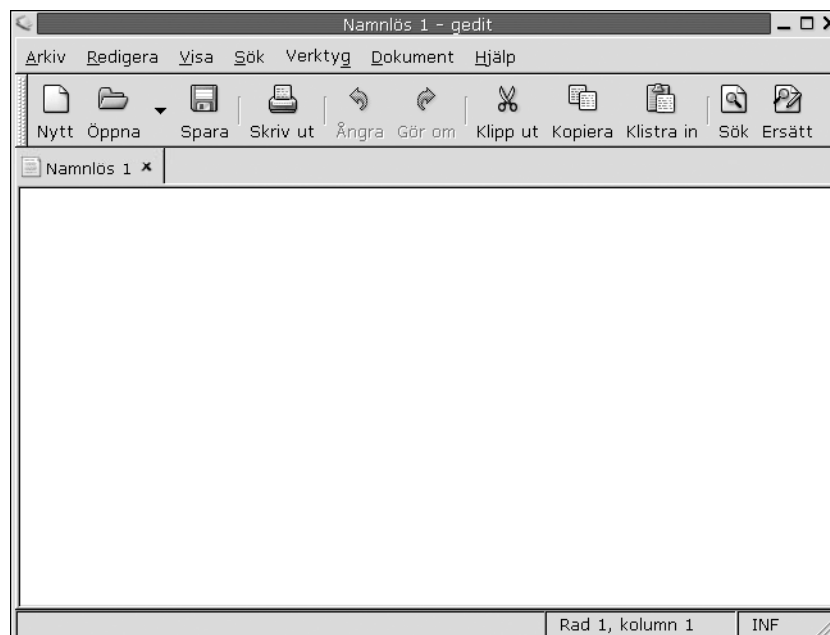 Namnlös 1 – gedit
Arkiv Redigera Visa Sök Verktyg Dokument Hjälp
Nytt Öppna Spara Skriv ut Ångra Gör om Klipp ut Kopiera Klistra in Sök Ersätt
Namnlös 1
Rad 1, kolumn 1 INF